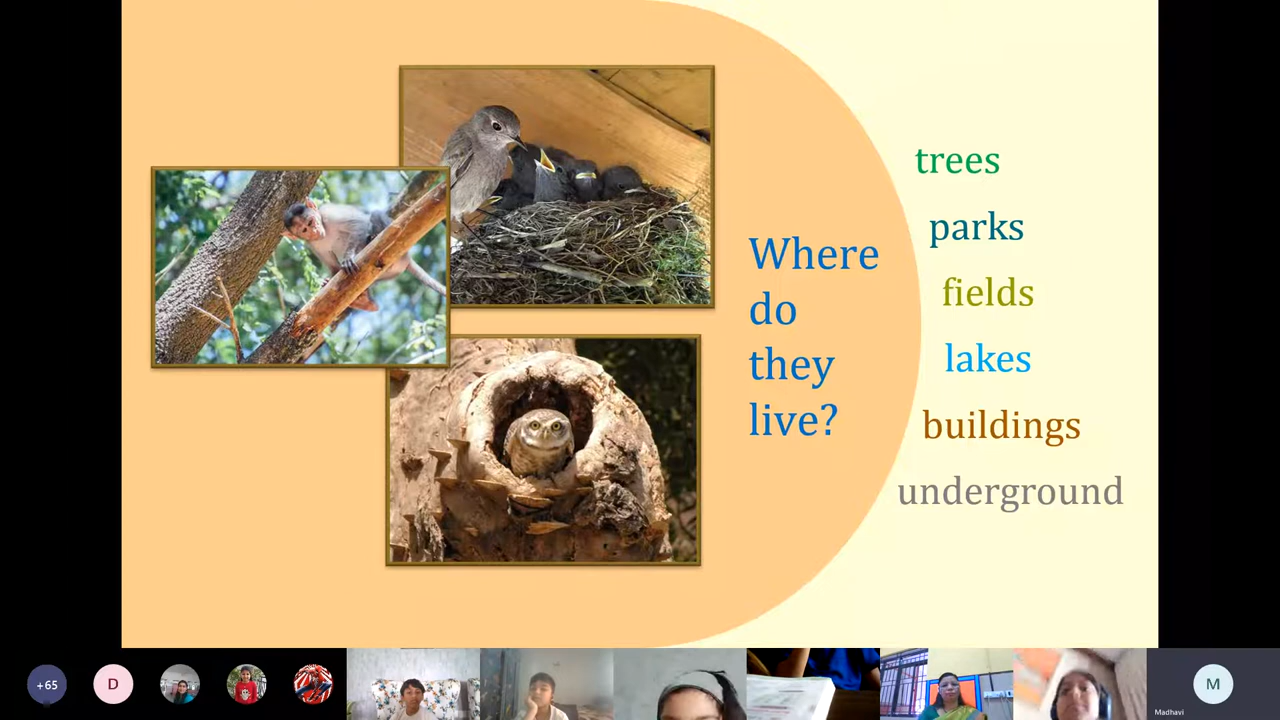 Where
do
they
live?
trees
parks
fields
lakes
buildings
underground
+65
D
M
Madhavi